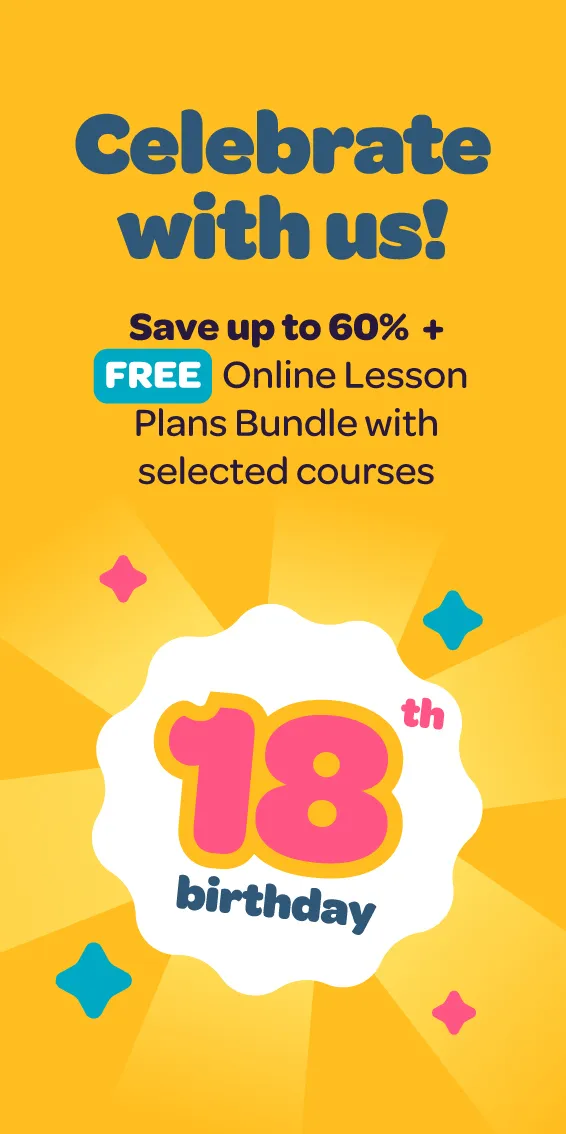 Celebrate
with us!
Save up to 60% +
FREE Online Lesson
Plans Bundle with
selected courses
18th
birthday